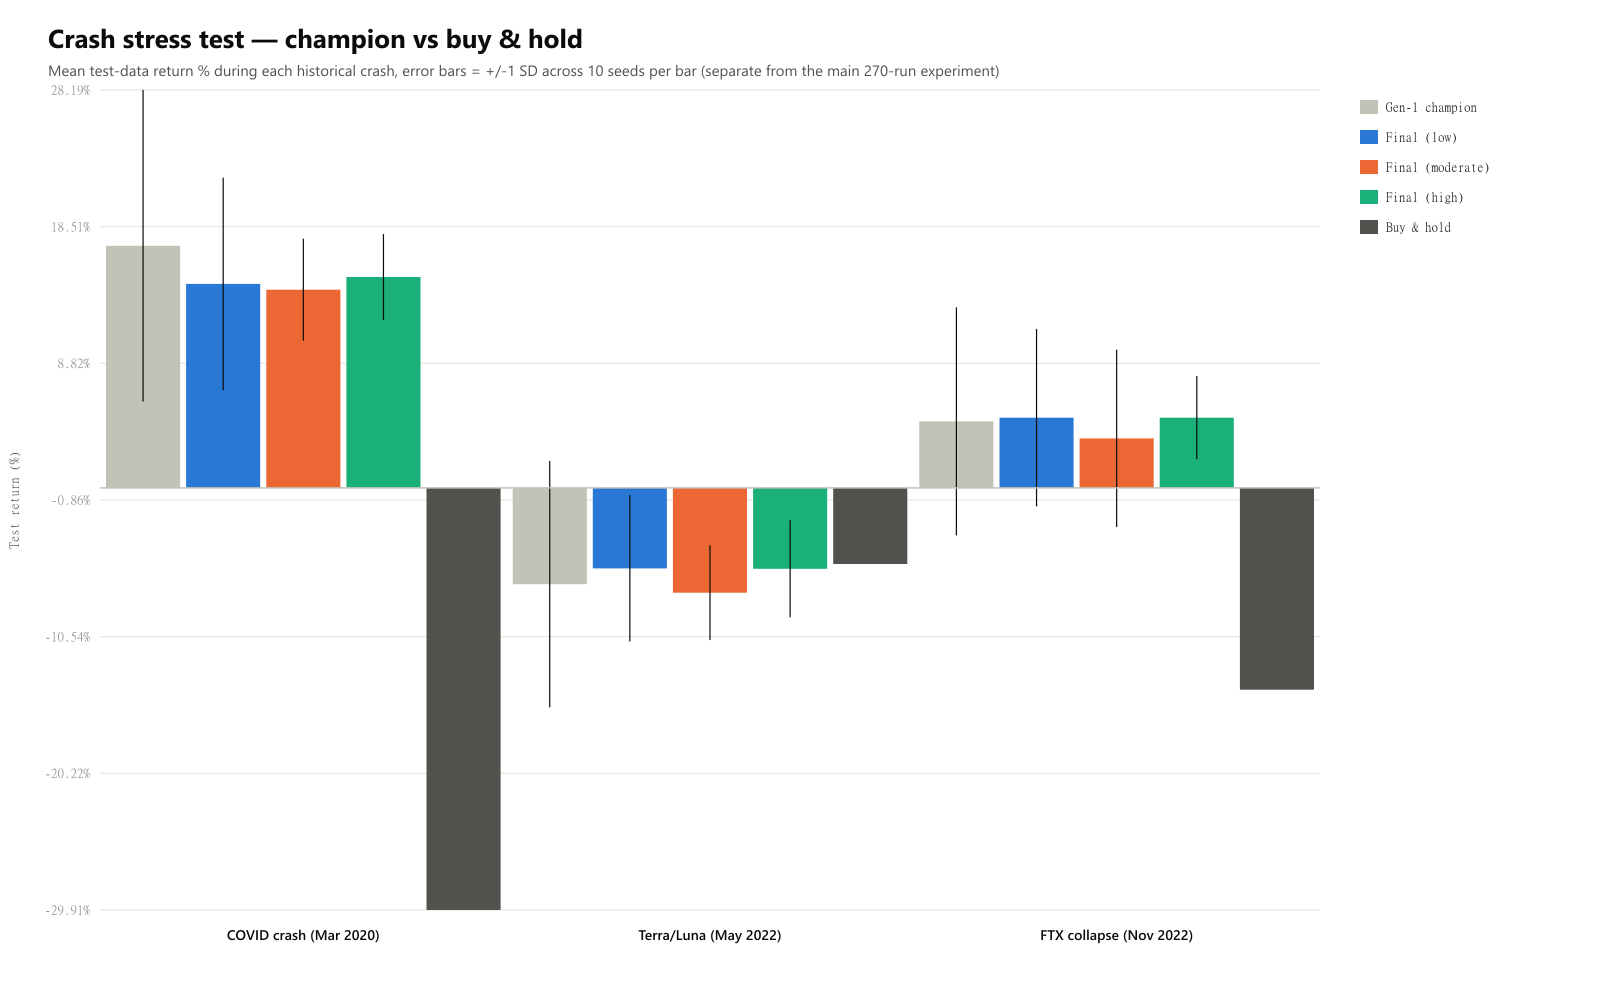 Crash stress test — champion vs buy & hold
Mean test-data return % during each historical crash, error bars = +/-1 SD across 10 seeds per bar (separate from the main 270-run experiment)
28.19%
18.51%
8.82%
-0.86%
-10.54%
-20.22%
-29.91%
Test return (%)
COVID crash (Mar 2020)
Terra/Luna (May 2022)
FTX collapse (Nov 2022)
Gen-1 champion
Final (low)
Final (moderate)
Final (high)
Buy & hold